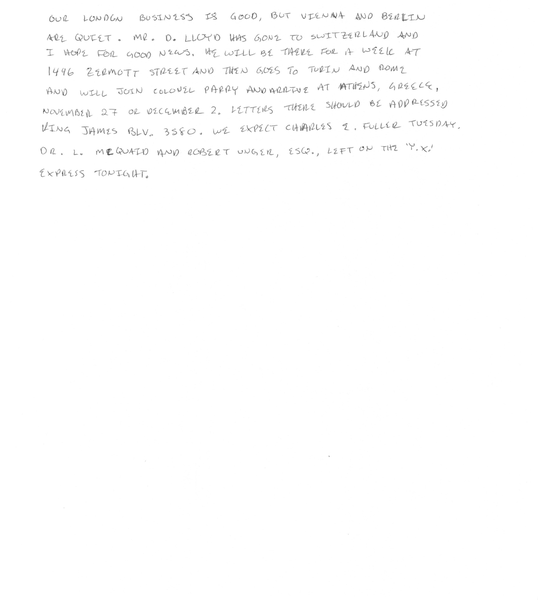 OUR LONDON BUSINESS IS GOOD, BUT VIENNA AND BERLIN
ARE QUIET. MR. D. LLOYD HAS GONE TO SWITZERLAND AND
I HOPE FOR GOOD NEWS. HE WILL BE THERE FOR A WEEK AT
1496 ZERMOTT STREET AND THEN GOES TO TURIN AND ROME
AND WILL JOIN COLONEL PARRY AND ARRIVE AT ATHENS, GREECE,
NOVEMBER 27 OR DECEMBER 2. LETTERS THERE SHOULD BE ADDRESSED
KING JAMES BLV. 3580. WE EXPECT CHARLES E. FULLER TUESDAY.
DR. L. MCQUAID AND ROBERT UNGER, ESQ., LEFT ON THE 'Y.X.'
EXPRESS TONIGHT.